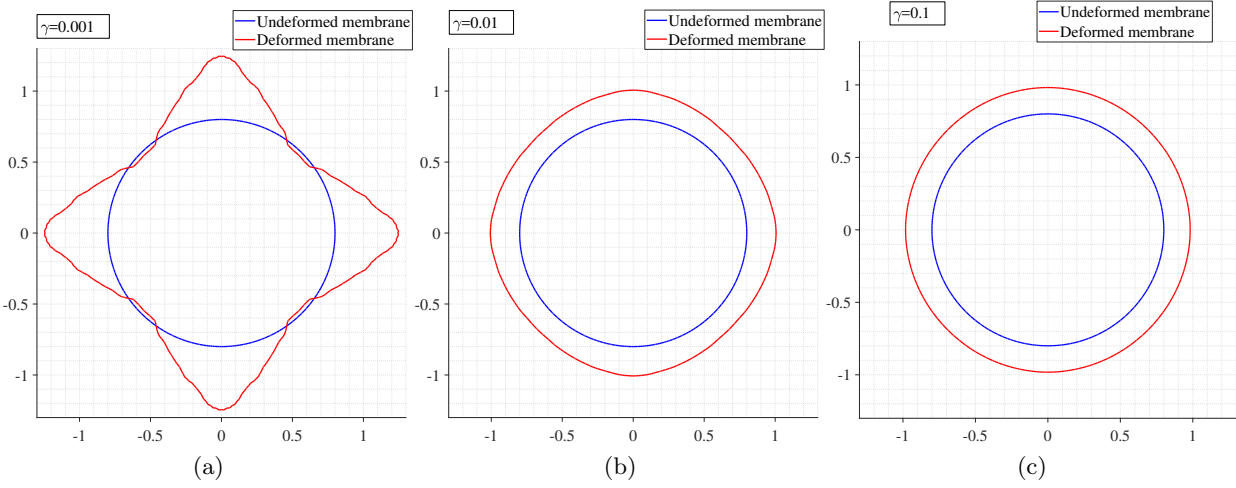 γ=0.001
Undeformed membrane
Deformed membrane
1
0.5
0
-0.5
-1
-1 -0.5 0 0.5 1
(a)
γ=0.01
Undeformed membrane
Deformed membrane
1
0.5
0
-0.5
-1
-1 -0.5 0 0.5 1
(b)
γ=0.1
Undeformed membrane
Deformed membrane
1
0.5
0
-0.5
-1
-1 -0.5 0 0.5 1
(c)